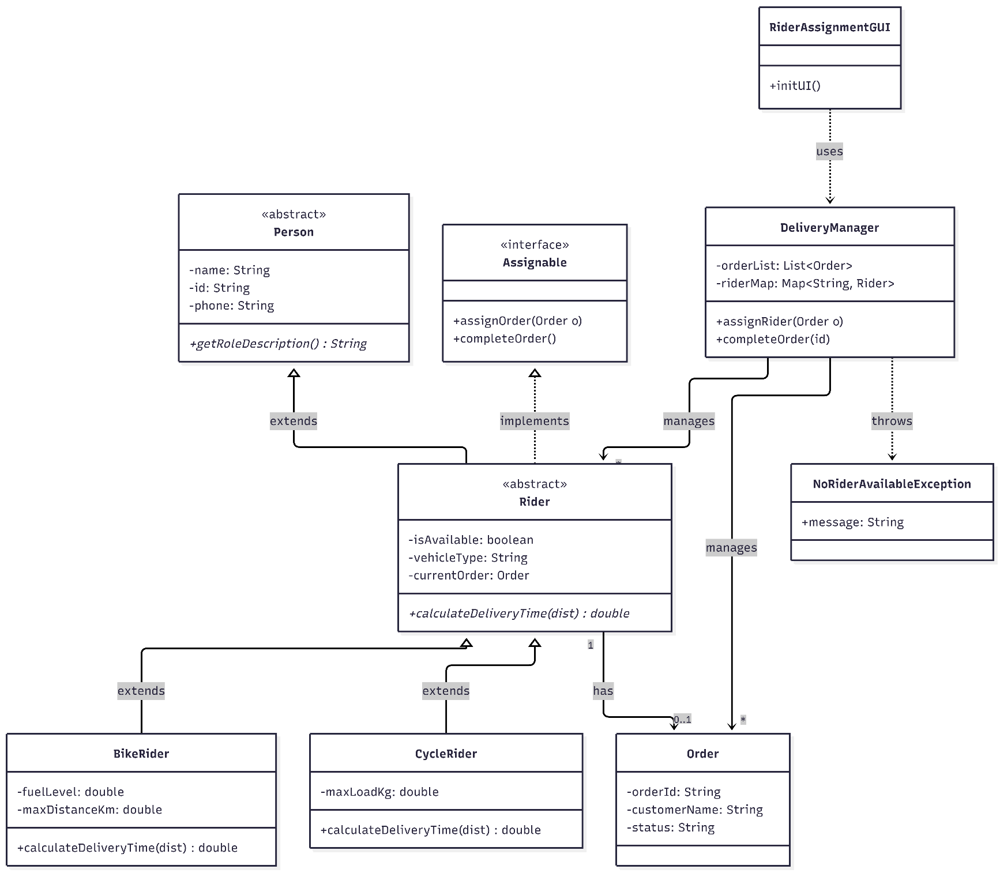 RiderAssignmentGUI
+initUI()
uses
«abstract»
Person
-name: String
-id: String
-phone: String
+getRoleDescription() : String
«interface»
Assignable
+assignOrder(Order o)
+completeOrder()
DeliveryManager
-orderList: List<Order>
-riderMap: Map<String, Rider>
+assignRider(Order o)
+completeOrder(id)
extends
implements
manages
throws
*
«abstract»
Rider
-isAvailable: boolean
-vehicleType: String
-currentOrder: Order
+calculateDeliveryTime(dist) : double
NoRiderAvailableException
+message: String
manages
1
extends
extends
has
0..1
*
BikeRider
-fuelLevel: double
-maxDistanceKm: double
+calculateDeliveryTime(dist) : double
CycleRider
-maxLoadKg: double
+calculateDeliveryTime(dist) : double
Order
-orderId: String
-customerName: String
-status: String